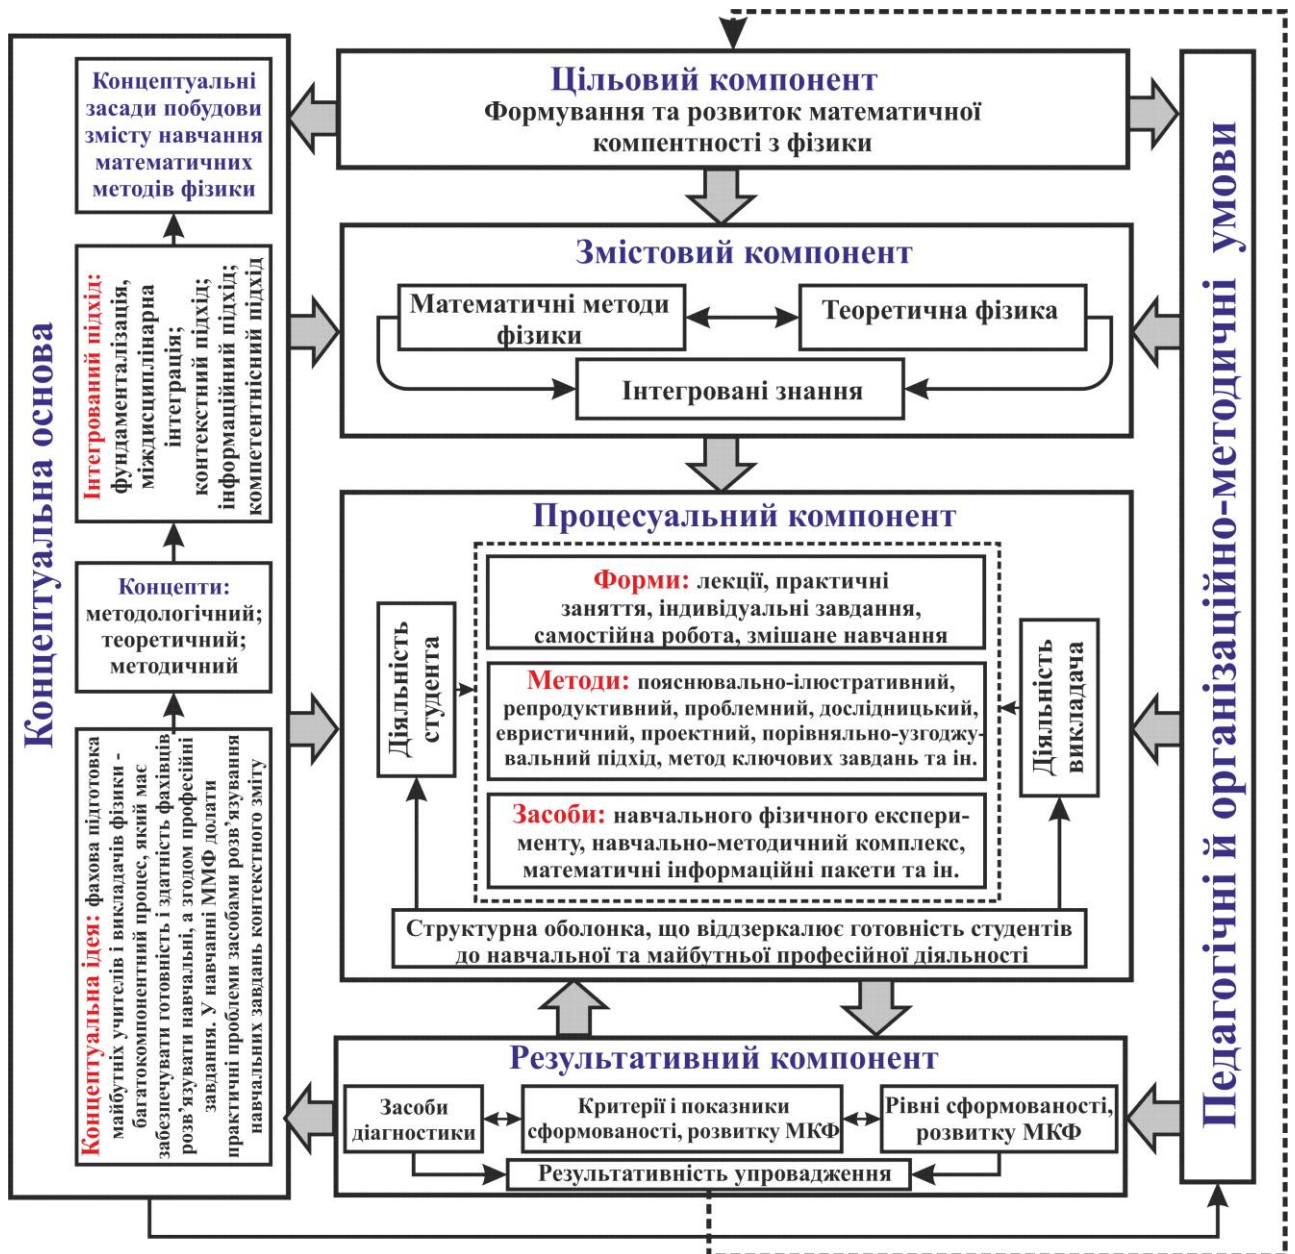 Концептуальна основа
Концептуальні
засади побудови
змісту навчання
математичних
методів фізики
Інтегрований підхід:
фундаменталізація,
міждисциплінарна
інтеграція;
контекстний підхід;
інформаційний підхід;
компетентнісний підхід
Концепти:
методологічний;
теоретичний;
методичний
Концептуальна ідея: фахова підготовка
майбутніх учителів і викладачів фізики -
багатокомпонентний процес, який має
забезпечувати готовність і здатність фахівців
розв’язувати навчальні, а згодом професійні
завдання. У навчанні ММФ долати
практичні проблеми засобами розв’язування
навчальних завдань контекстного зміту
Цільовий компонент
Формування та розвиток математичної
компентності з фізики
Змістовий компонент
Математичні методи
фізики
Теоретична фізика
Інтегровані знання
Процесуальний компонент
Діяльність
студента
Форми: лекції, практичні
заняття, індивідуальні завдання,
самостійна робота, змішане навчання
Методи: пояснювально-ілюстративний,
репродуктивний, проблемний, дослідницький,
евристичний, проектний, порівняльно-узгоджу-
вальний підхід, метод ключових завдань та ін.
Засоби: навчального фізичного експери-
менту, навчально-методичний комплекс,
математичні інформаційні пакети та ін.
Діяльність
викладача
Структурна оболонка, що віддзеркалює готовність студентів
до навчальної та майбутньої професійної діяльності
Результативний компонент
Засоби
діагностики
Критерії і показники
сформованості, розвитку МКФ
Рівні сформованості,
розвитку МКФ
Результативність упровадження
Педагогічні й організаційно-методичні умови